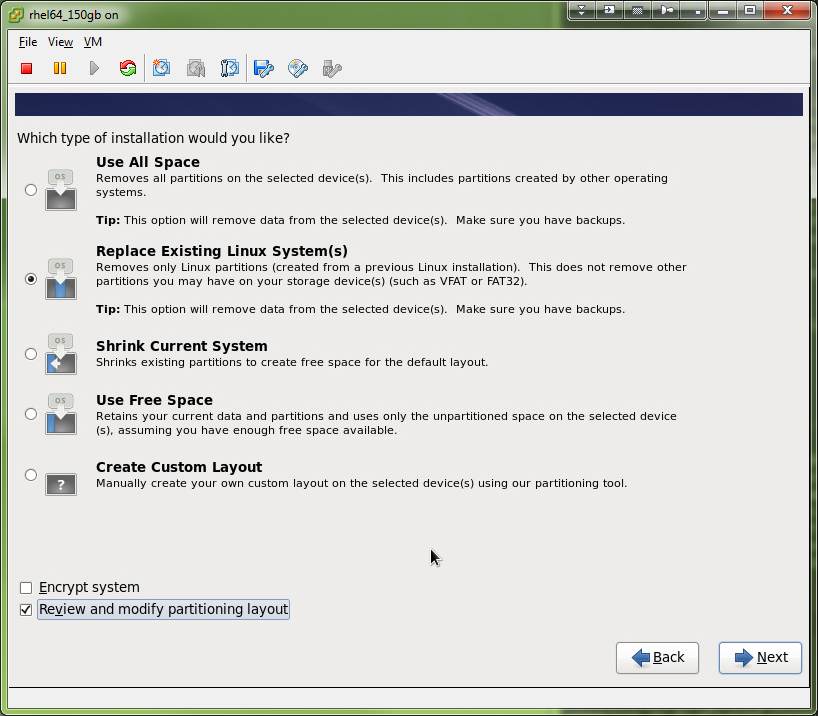 rhel64_150gb on
File View VM
Which type of installation would you like?
Use All Space
OS
Removes all partitions on the selected device(s). This includes partitions created by other operating
systems.
Tip: This option will remove data from the selected device(s). Make sure you have backups.
Replace Existing Linux System(s)
OS
Removes only Linux partitions (created from a previous Linux installation). This does not remove other
partitions you may have on your storage device(s) (such as VFAT or FAT32).
Tip: This option will remove data from the selected device(s). Make sure you have backups.
OS
Shrink Current System
Shrinks existing partitions to create free space for the default layout.
OS
Use Free Space
Retains your current data and partitions and uses only the unpartitioned space on the selected device
(s), assuming you have enough free space available.
Create Custom Layout
?
Manually create your own custom layout on the selected device(s) using our partitioning tool.
Encrypt system
Review and modify partitioning layout
Back Next